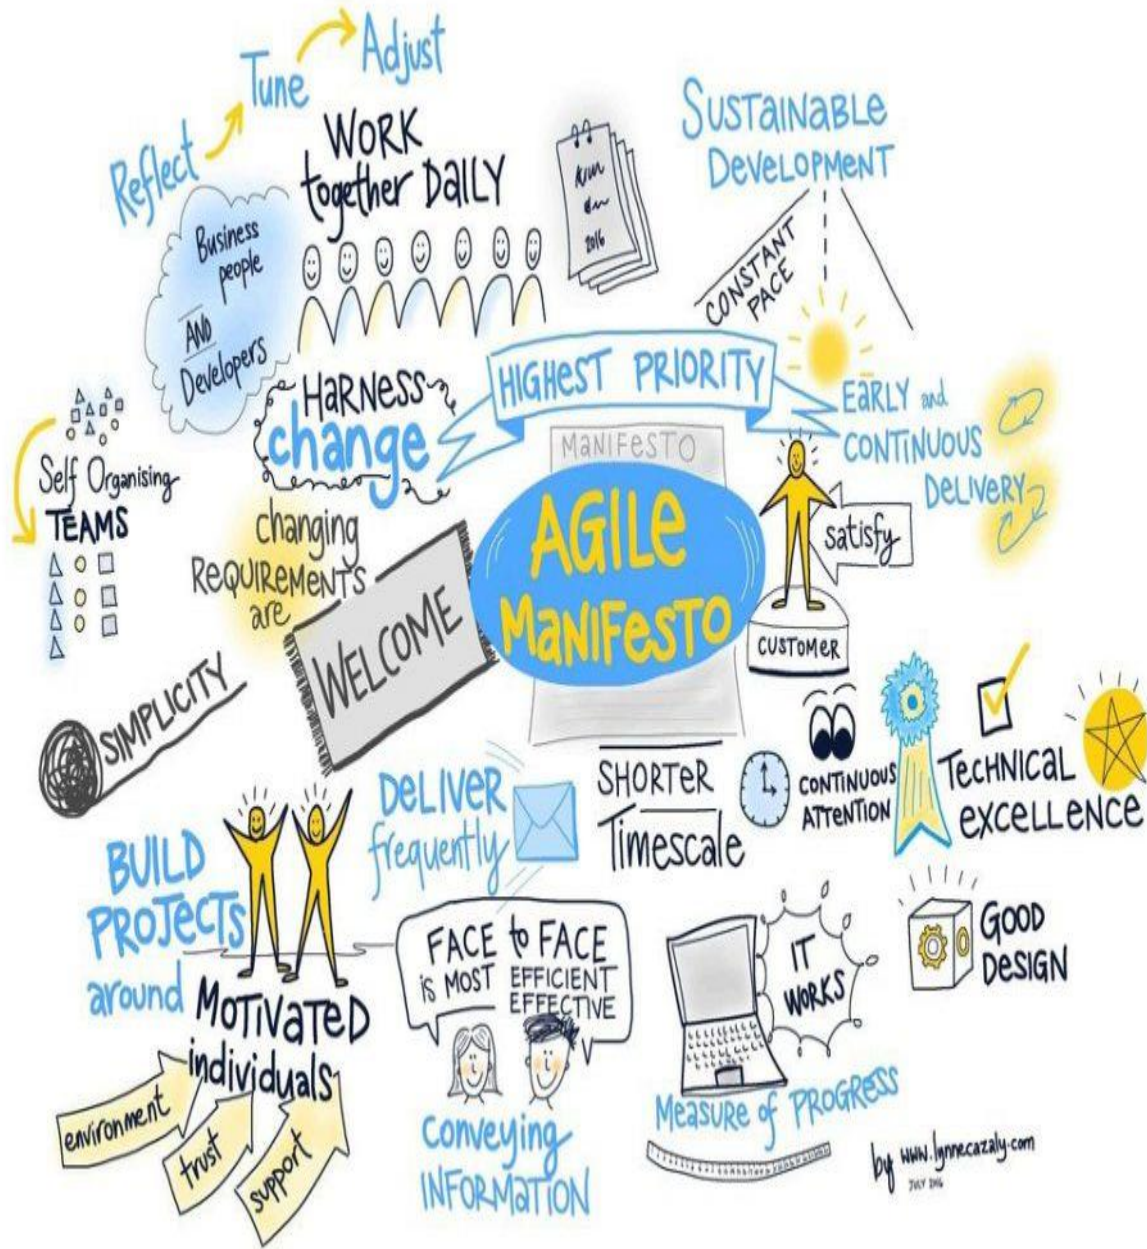 Reflect
Tune
Adjust
WORK
together DAILY
Business
people
AND
Developers
2016
SUSTAINABLE
DEVELOPMENT
CONSTANT
PACE
HARNESS
change
HIGHEST PRIORITY
EARLY and
CONTINUOUS
DELIVERY
Self Organising
TEAMS
changing
REQUIREMENTS
are
WELCOME
MANIFESTO
AGILE
MANIFESTO
satisfy
CUSTOMER
SIMPLICITY
DELIVER
frequently
SHORTER
Timescale
CONTINUOUS
ATTENTION
TECHNICAL
EXCELLENCE
BUILD
PROJECTS
around
MOTIVATED
individuals
environment
trust
support
FACE to FACE
IS MOST EFFICIENT
EFFECTIVE
Conveying
INFORMATION
IT
WORKS
Measure of PROGRESS
GOOD
DESIGN
by www.lynnecazaly.com
JULY 2016